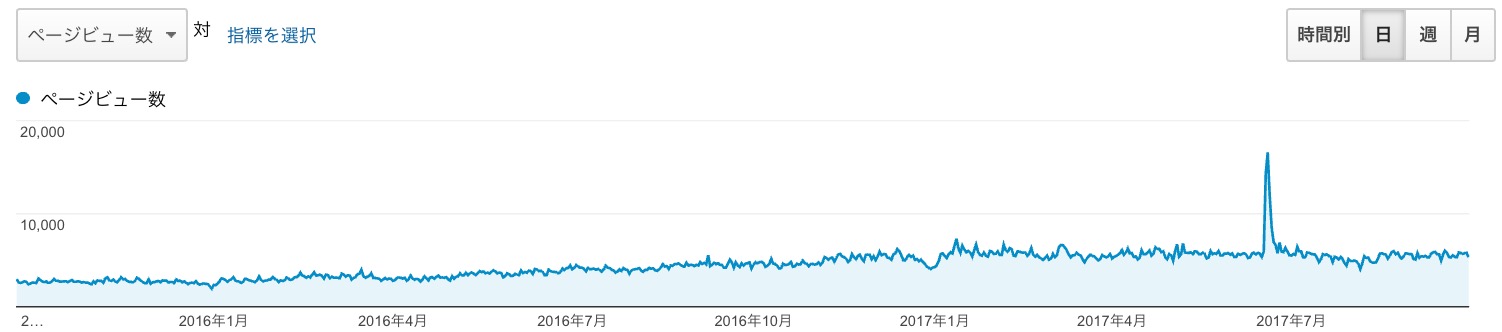 ページビュー数 対 指標を選択 時間別 日 週 月
ページビュー数
20,000
10,000
2… 2016年1月 2016年4月 2016年7月 2016年10月 2017年1月 2017年4月 2017年7月